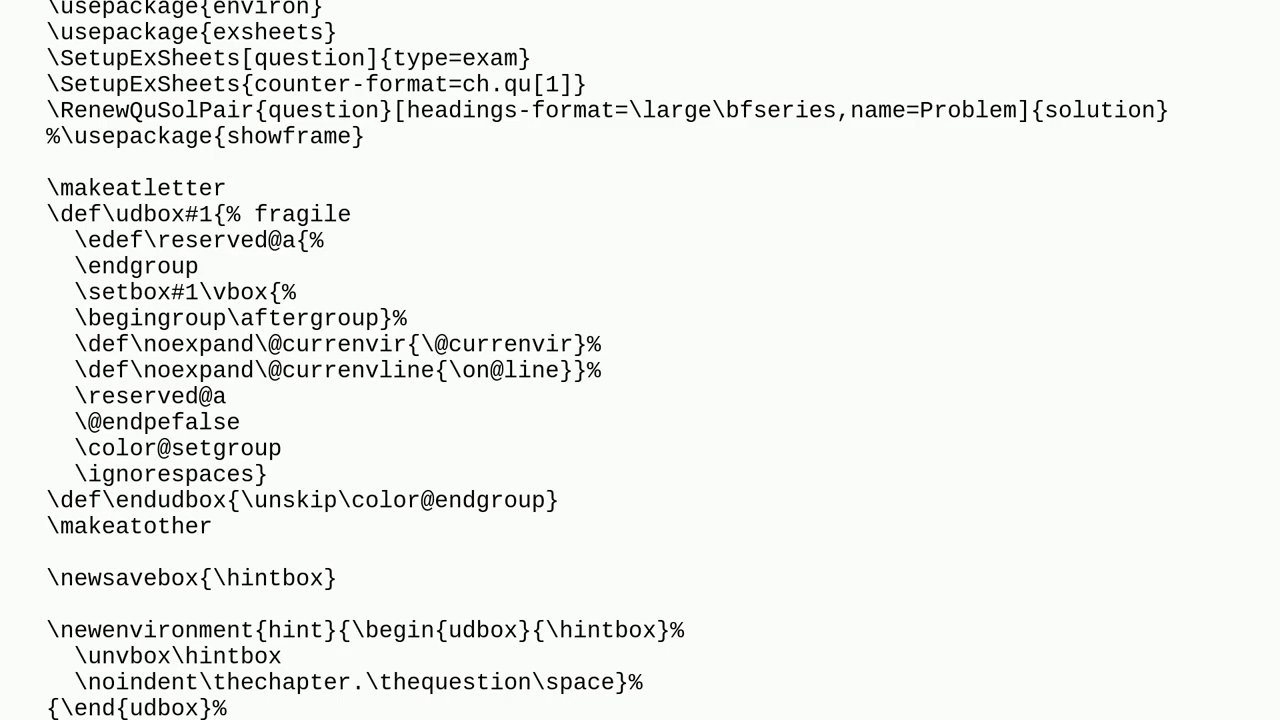 \usepackage{environ}
\usepackage{exsheets}
\SetupExSheets[question]{type=exam}
\SetupExSheets{counter-format=ch.qu[1]}
\RenewQuSolPair{question}[headings-format=\large\bfseries,name=Problem]{solution}
%\usepackage{showframe}

\makeatletter
\def\udbox#1{% fragile
  \edef\reserved@a{%
  \endgroup
  \setbox#1\vbox{%
  \begingroup\aftergroup}%
  \def\noexpand\@currenvir{\@currenvir}%
  \def\noexpand\@currenvline{\on@line}}%
  \reserved@a
  \@endpefalse
  \color@setgroup
  \ignorespaces}
\def\endudbox{\unskip\color@endgroup}
\makeatother

\newsavebox{\hintbox}

\newenvironment{hint}{\begin{udbox}{\hintbox}%
  \unvbox\hintbox
  \noindent\thechapter.\thequestion\space}%
{\end{udbox}%